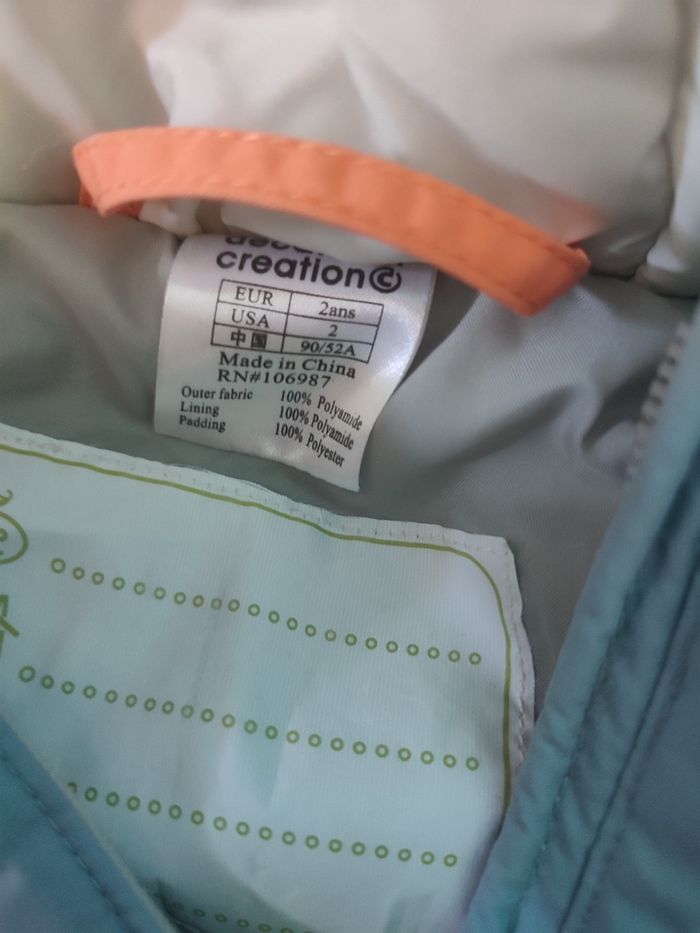 creation©
EUR 2ans
USA 2
中国 90/52A
Made in China
RN#106987
Outer fabric 100% Polyamide
Lining 100% Polyamide
Padding 100% Polyester